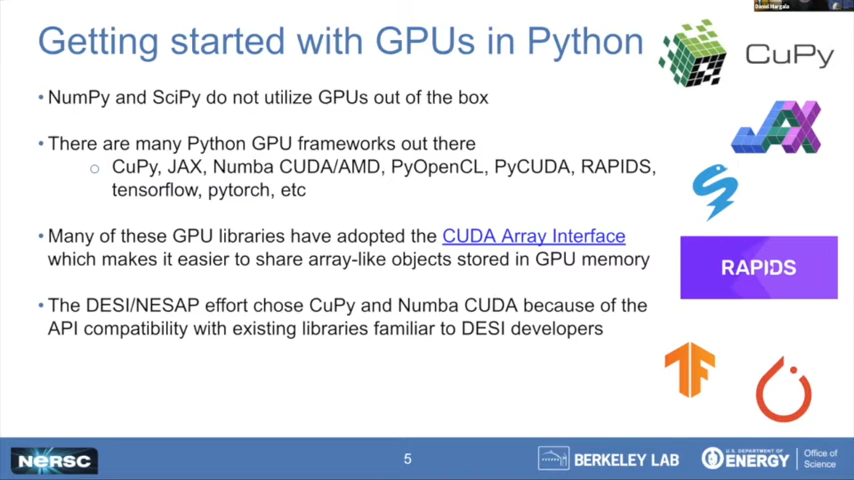 Daniel Margala
Getting started with GPUs in Python
CuPy
JAX
• NumPy and SciPy do not utilize GPUs out of the box
• There are many Python GPU frameworks out there
○ CuPy, JAX, Numba CUDA/AMD, PyOpenCL, PyCUDA, RAPIDS,
tensorflow, pytorch, etc
• Many of these GPU libraries have adopted the CUDA Array Interface
which makes it easier to share array-like objects stored in GPU memory
RAPIDS
• The DESI/NESAP effort chose CuPy and Numba CUDA because of the
API compatibility with existing libraries familiar to DESI developers
NERSC
5
BERKELEY LAB
U.S. DEPARTMENT OF
ENERGY
Office of
Science